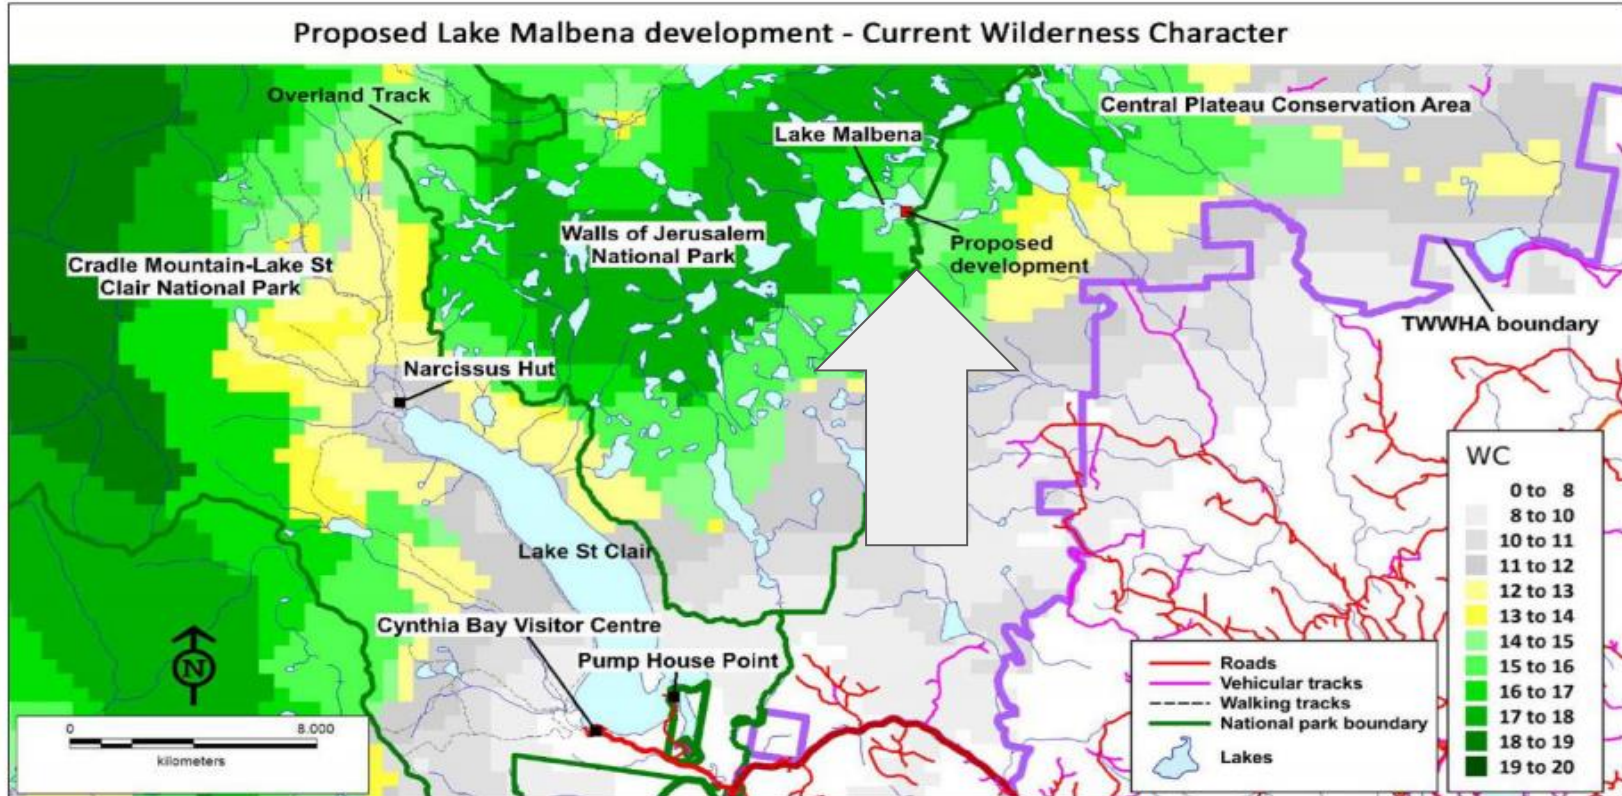 Proposed Lake Malbena development - Current Wilderness Character
Overland Track
Central Plateau Conservation Area
Lake Malbena
Walls of Jerusalem
National Park
Proposed
development
Cradle Mountain-Lake St
Clair National Park
TWWHA boundary
Narcissus Hut
Lake St Clair
Cynthia Bay Visitor Centre
Pump House Point
N
0 8.000
kilometers
Roads
Vehicular tracks
Walking tracks
National park boundary
Lakes
WC
0 to 8
8 to 10
10 to 11
11 to 12
12 to 13
13 to 14
14 to 15
15 to 16
16 to 17
17 to 18
18 to 19
19 to 20